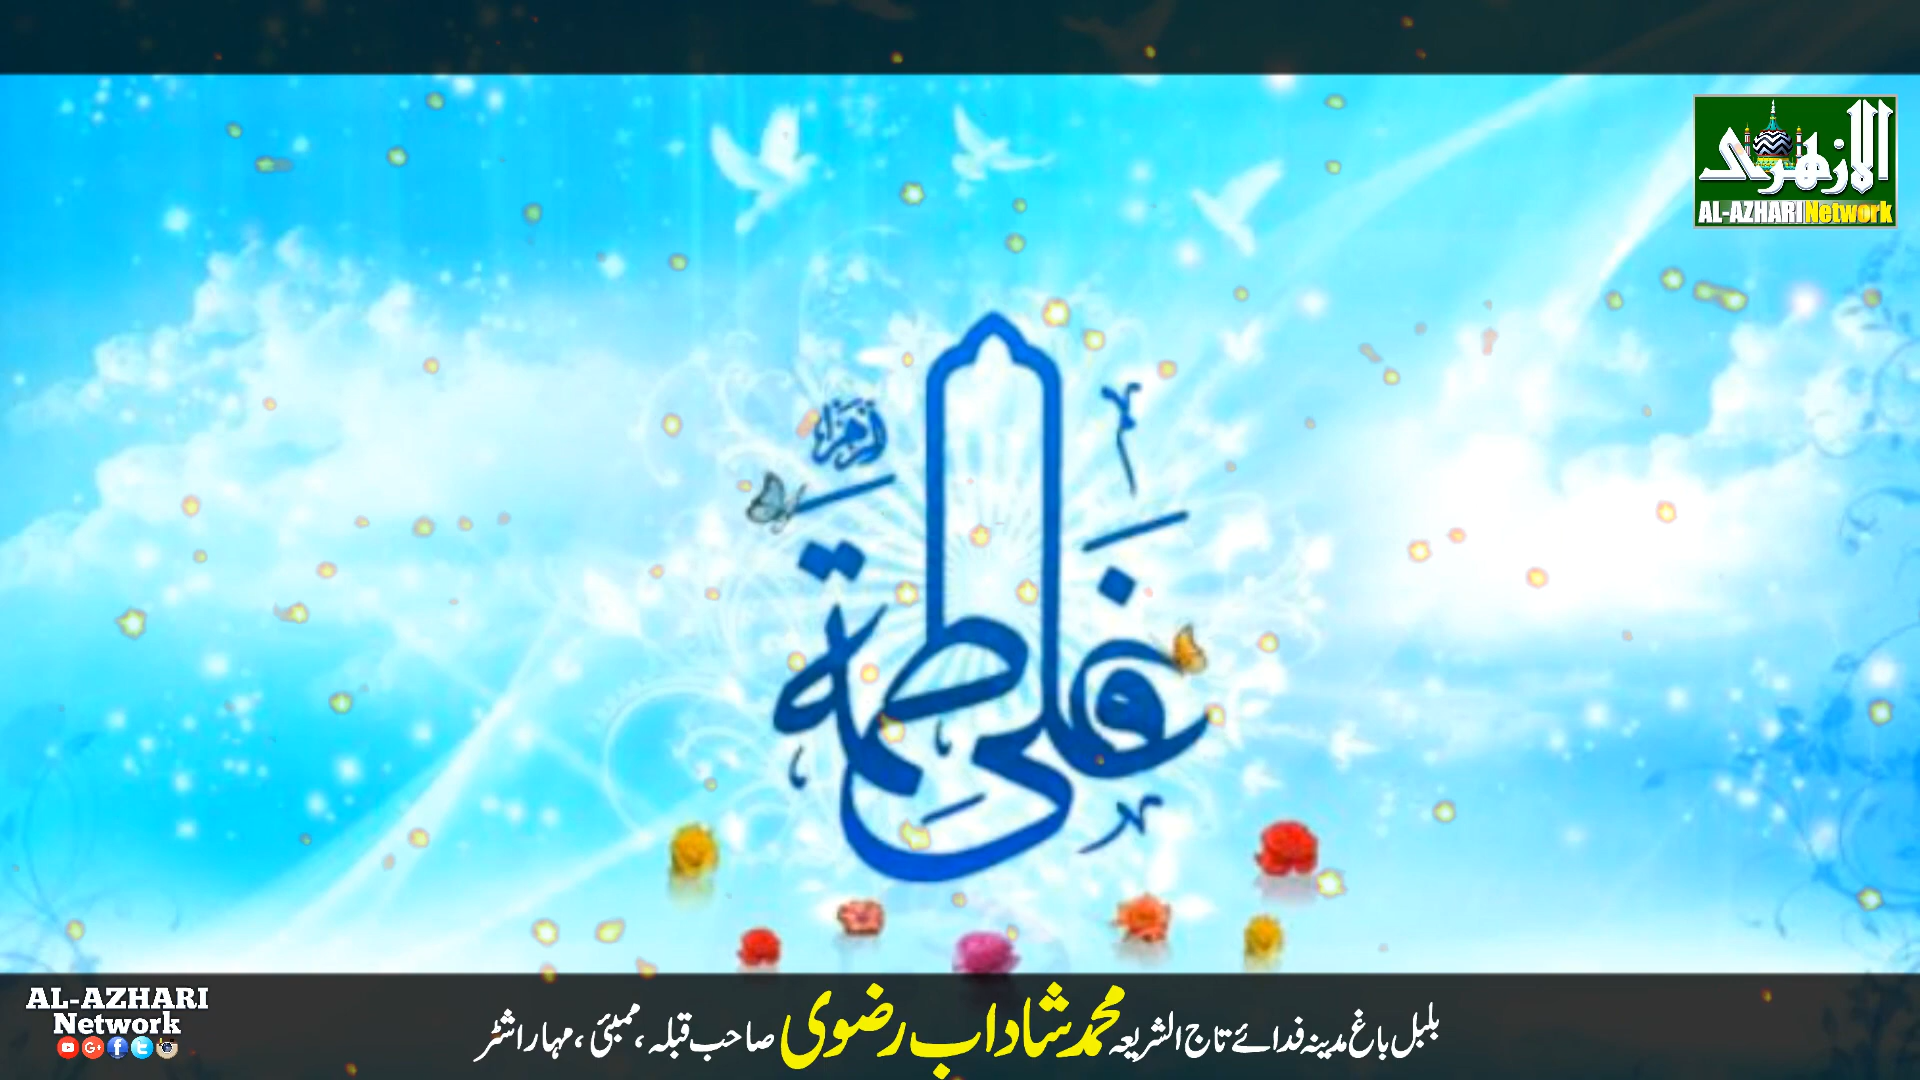 الازہری
AL-AZHARI Network
الزهراء
علی
فاطمة
AL-AZHARI
Network
بلبل باغ مدینہ فدائے تاج الشریعہ محمد شاداب رضوی صاحب قبلہ، ممبئی، مہاراشٹر